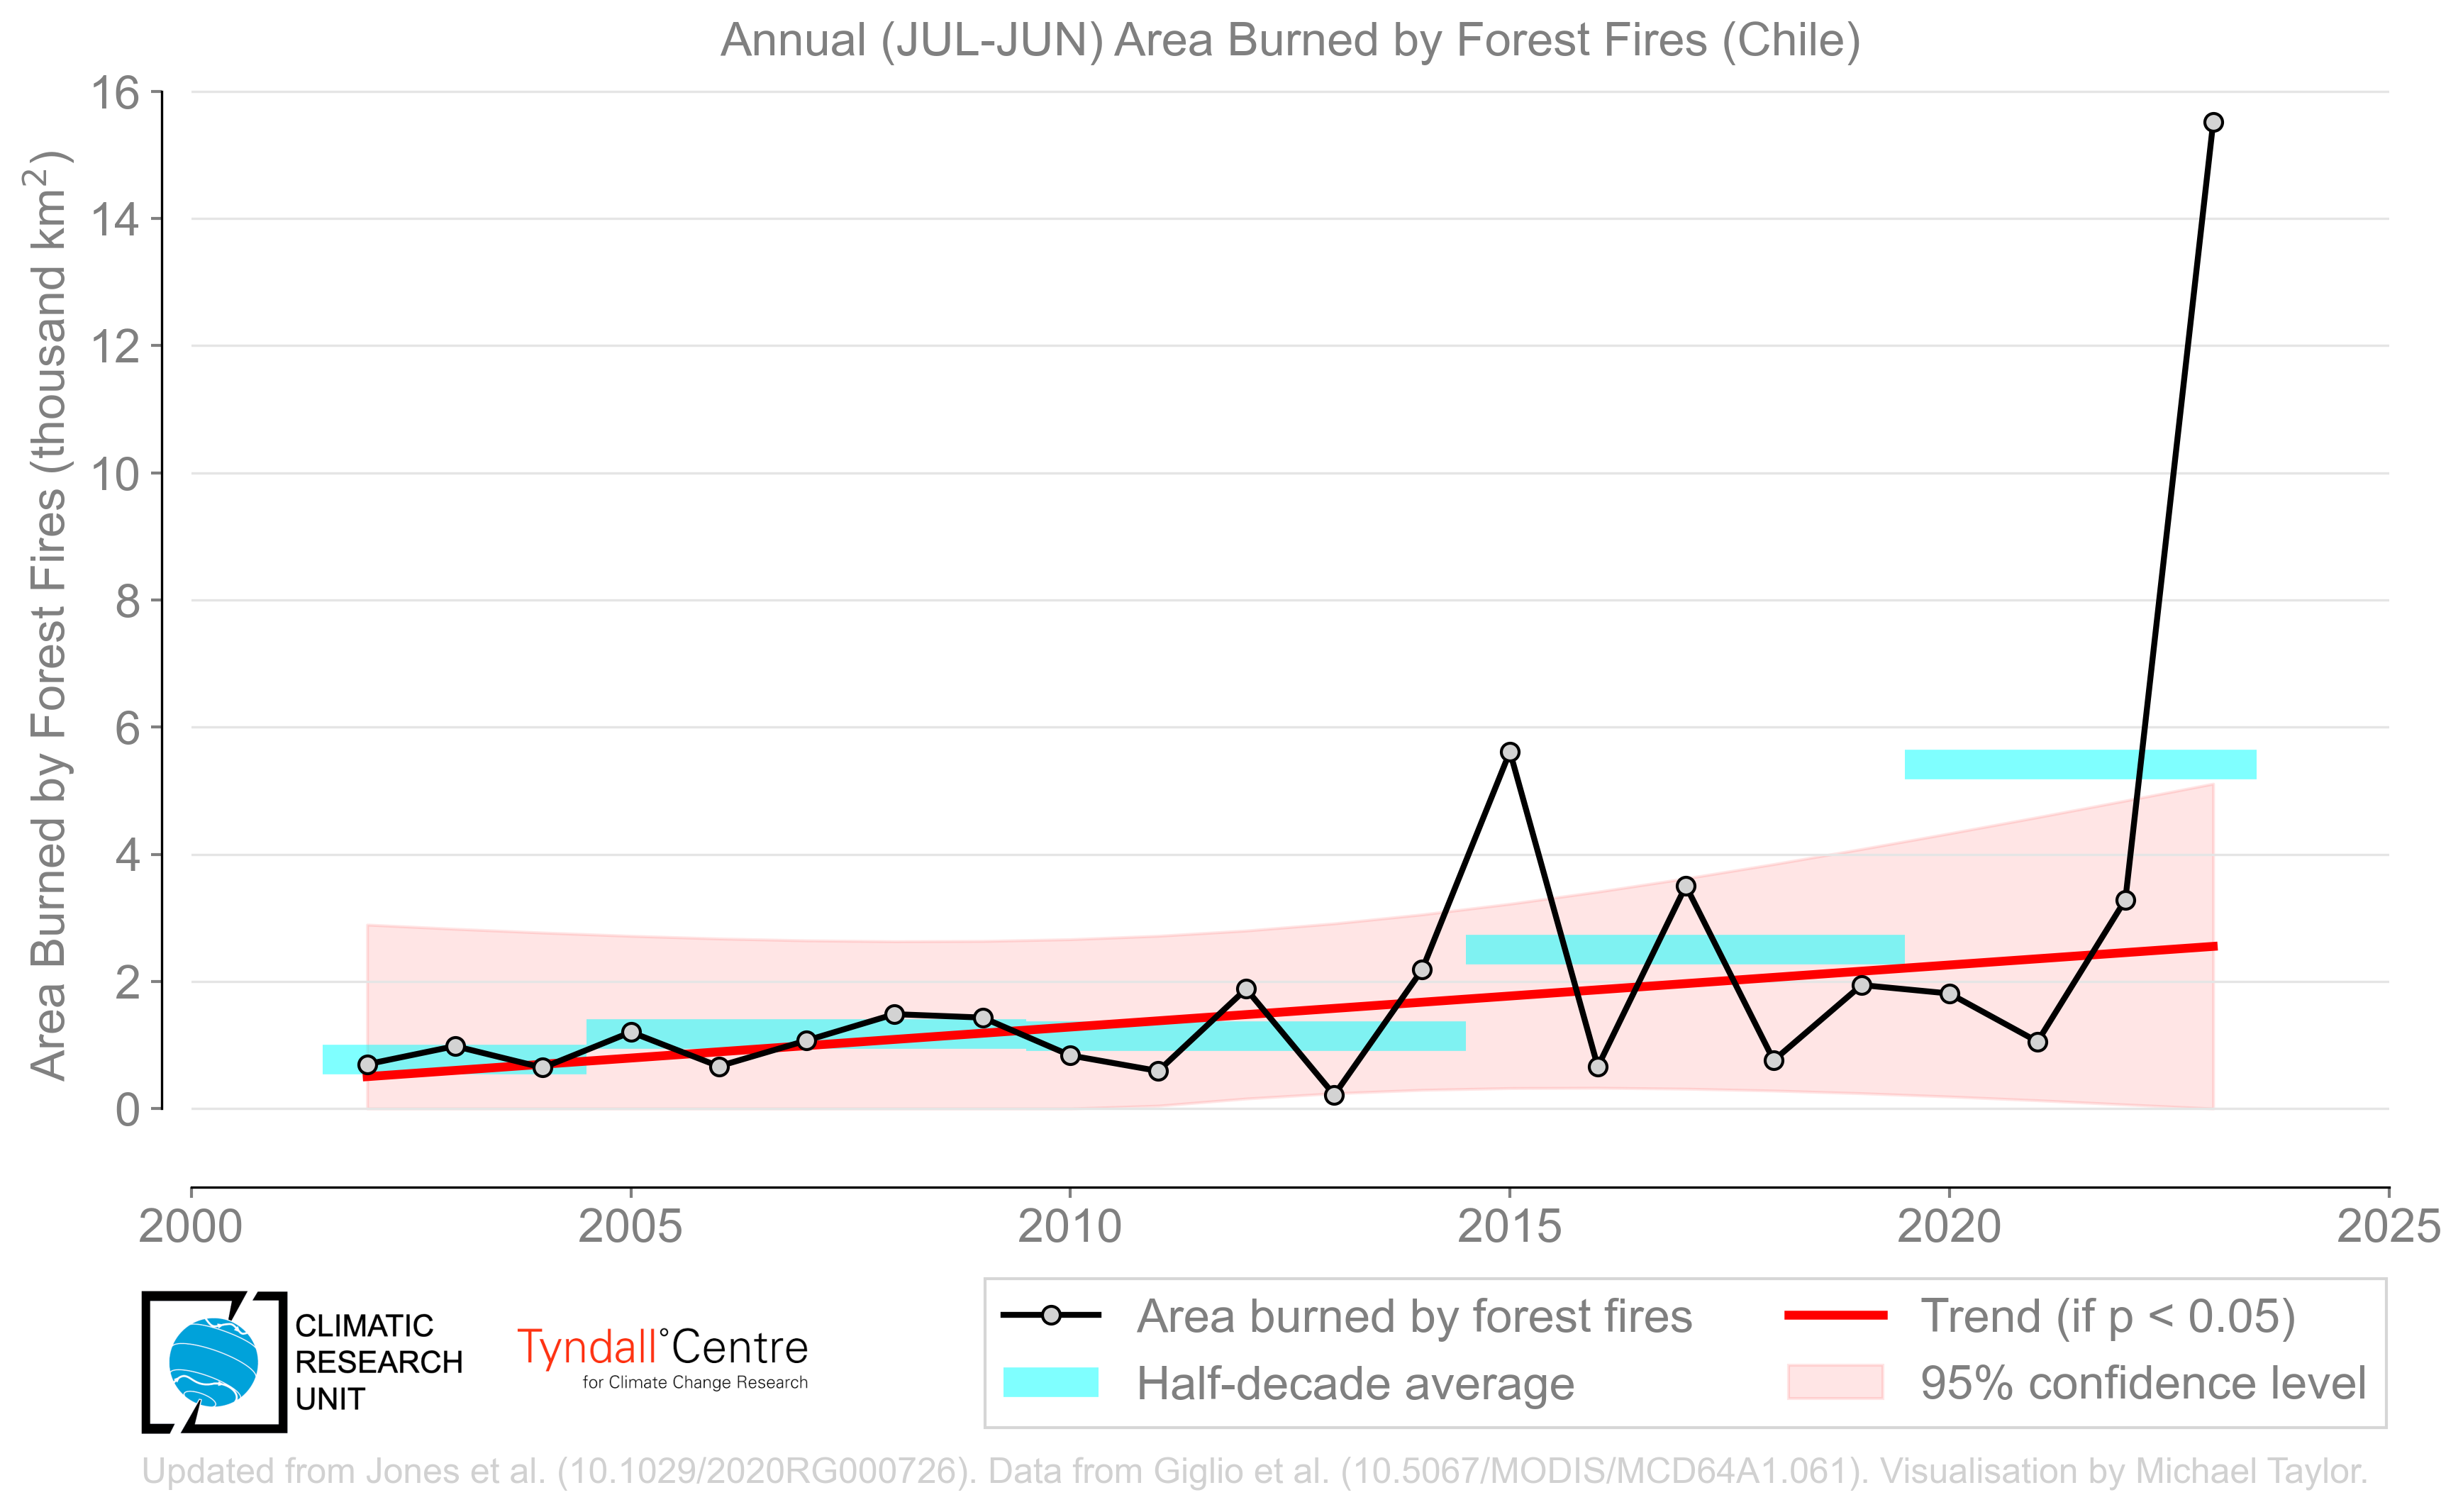 Annual (JUL-JUN) Area Burned by Forest Fires (Chile)
Area Burned by Forest Fires (thousand km²)
16
14
12
10
8
6
4
2
0
2000 2005 2010 2015 2020 2025
CLIMATIC
RESEARCH
UNIT
Tyndall°Centre
for Climate Change Research
Area burned by forest fires
Trend (if p < 0.05)
Half-decade average
95% confidence level
Updated from Jones et al. (10.1029/2020RG000726). Data from Giglio et al. (10.5067/MODIS/MCD64A1.061). Visualisation by Michael Taylor.